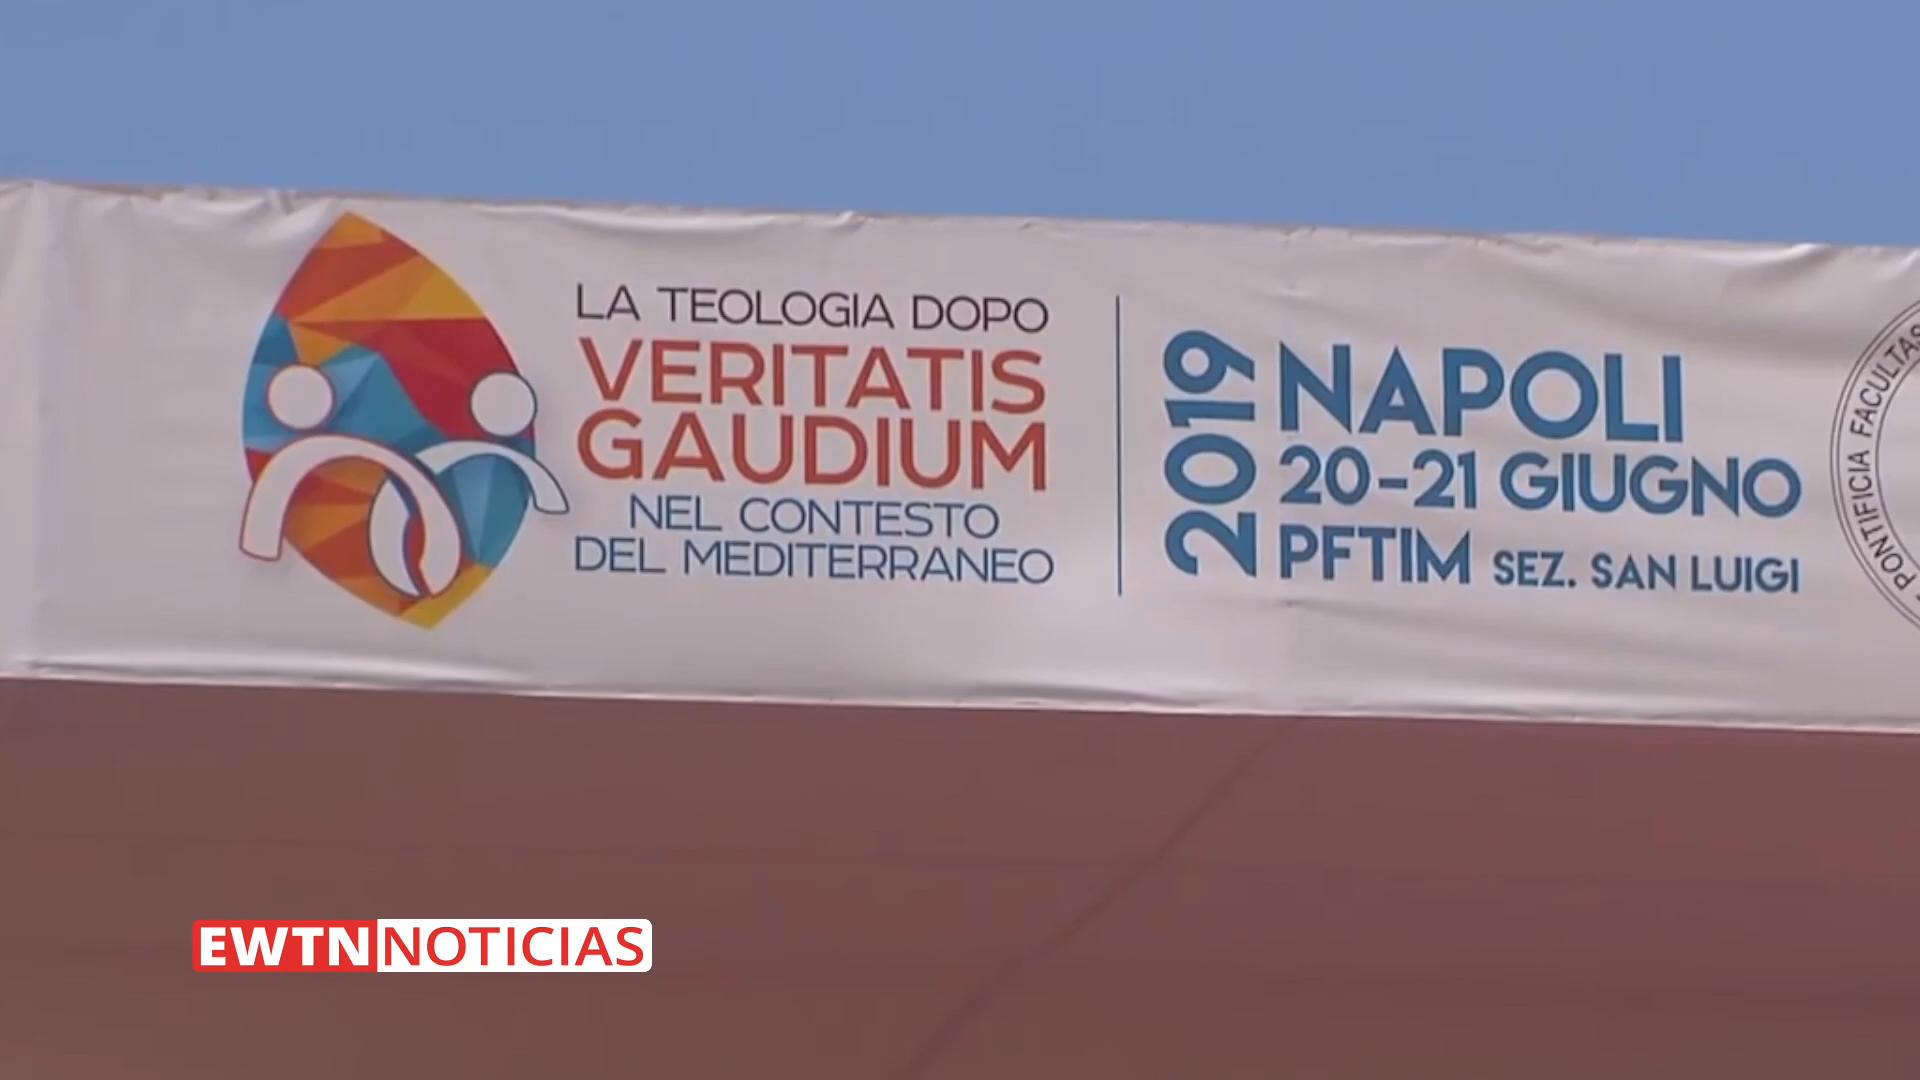 LA TEOLOGIA DOPO
VERITATIS
GAUDIUM
NEL CONTESTO
DEL MEDITERRANEO
2019
NAPOLI
20-21 GIUGNO
PFTIM SEZ. SAN LUIGI
PONTIFICIA FACULTAS
EWTN NOTICIAS